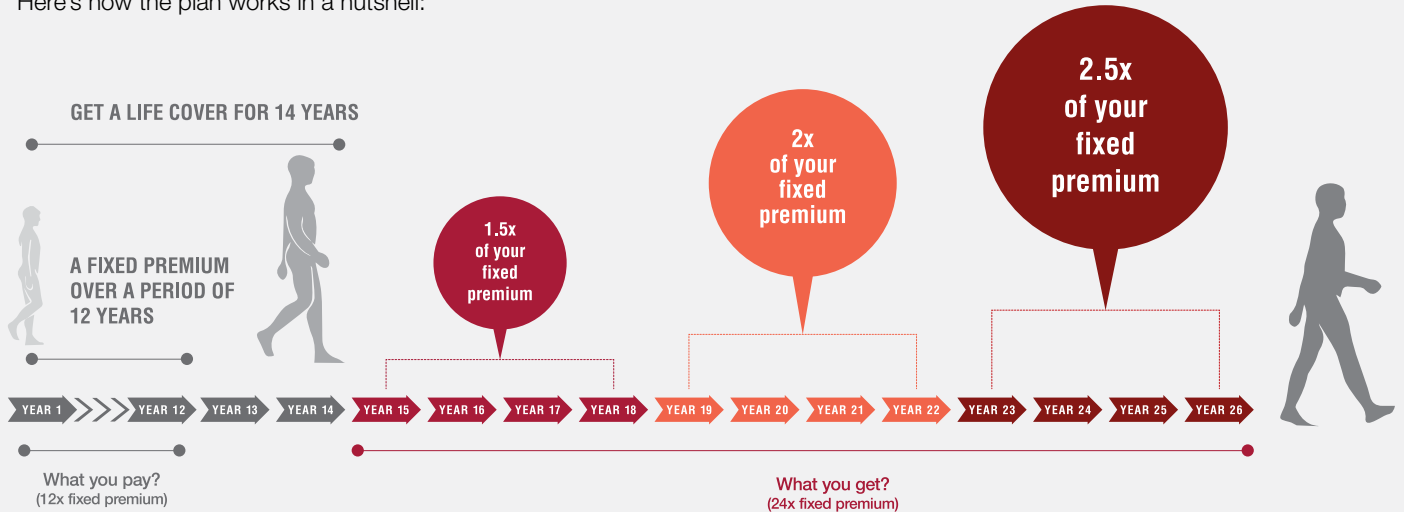 Here's how the plan works in a nutshell:
GET A LIFE COVER FOR 14 YEARS
A FIXED PREMIUM
OVER A PERIOD OF
12 YEARS
1.5x
of your
fixed
premium
2x
of your
fixed
premium
2.5x
of your
fixed
premium
YEAR 1
YEAR 12
YEAR 13
YEAR 14
YEAR 15
YEAR 16
YEAR 17
YEAR 18
YEAR 19
YEAR 20
YEAR 21
YEAR 22
YEAR 23
YEAR 24
YEAR 25
YEAR 26
What you pay?
(12x fixed premium)
What you get?
(24x fixed premium)